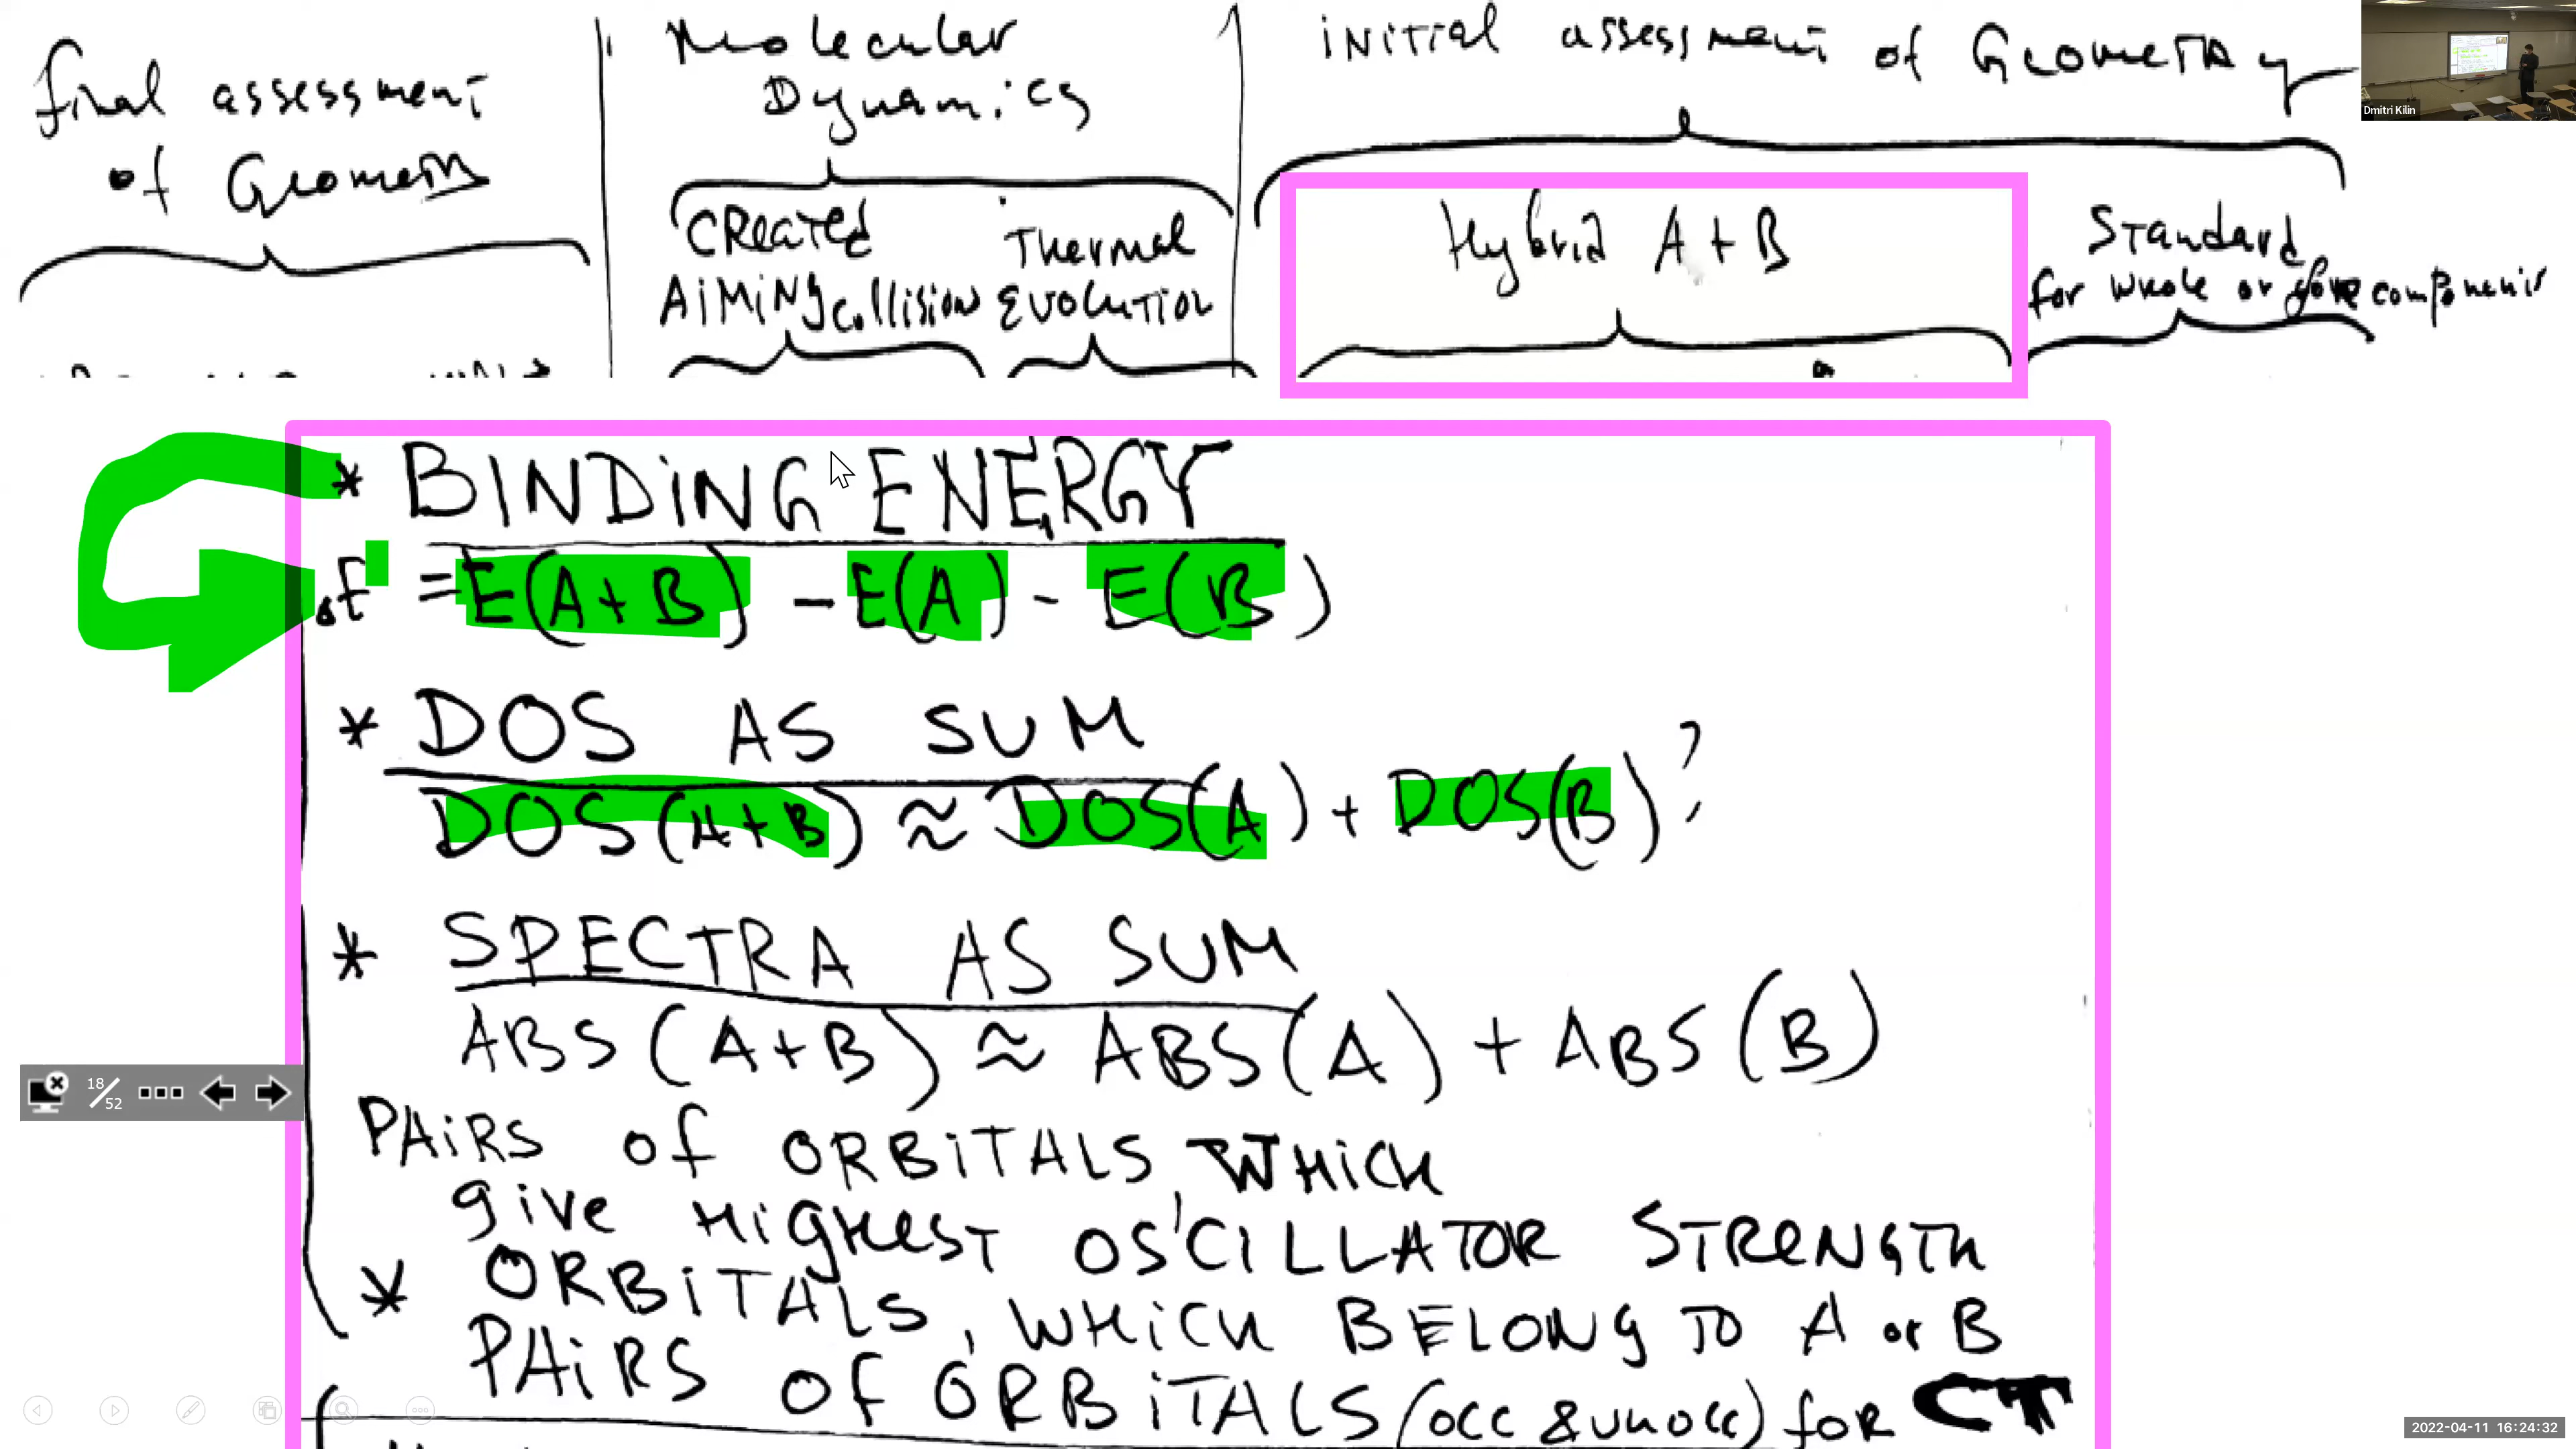 final assessment
of Geometry
Molecular
Dynamics
CREATED
AIMING collision
Thermal
EVOLUTION
INITIAL assessment of GEOMETRY
Hybrid A+B
STandard
for whole or components
Dmitri Kilin
* BINDING ENERGY
E = E(A+B) - E(A) - E(B)
* DOS AS SUM
DOS(A+B) ≈ DOS(A) + DOS(B) ?
* SPECTRA AS SUM
ABS(A+B) ≈ ABS(A) + ABS(B)
PAIRS of ORBITALS, WHICH
give HIGHEST OSCILLATOR STRENGTH
* ORBITALS, WHICH BELONG TO A or B
PAIRS OF ORBITALS (occ & unocc) for CT
18/52
2022-04-11 16:24:32